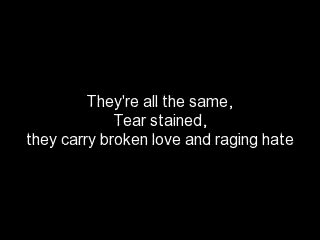 They're all the same,
Tear stained,
they carry broken love and raging hate